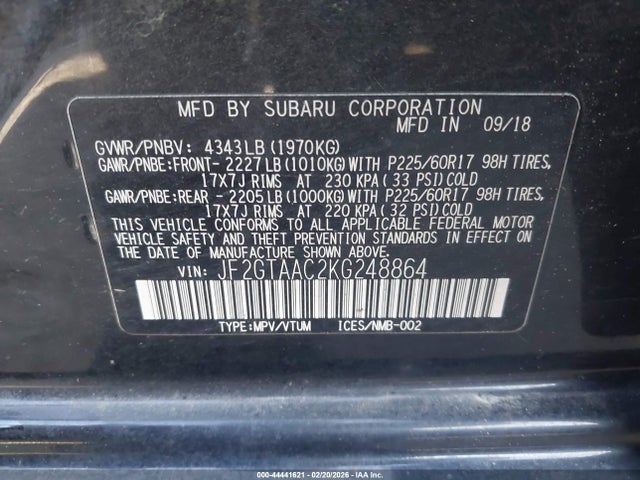 MFD BY SUBARU CORPORATION
MFD IN 09/18
GVWR/PNBV: 4343LB (1970KG)
GAWR/PNBE:FRONT- 2227LB(1010KG)WITH P225/60R17 98H TIRES,
17X7J RIMS AT 230 KPA (33 PSI)COLD
GAWR/PNBE:REAR - 2205LB(1000KG)WITH P225/60R17 98H TIRES,
17X7J RIMS AT 220 KPA (32 PSI)COLD
THIS VEHICLE CONFORMS TO ALL APPLICABLE FEDERAL MOTOR
VEHICLE SAFETY AND THEFT PREVENTION STANDARDS IN EFFECT
ON THE DATE OF MANUFACTURE SHOWN ABOVE.
VIN: JF2GTAAC2KG248864
TYPE:MPV/VTUM ICES/NMB-002
000-44441621 - 02/20/2026 - IAA Inc.